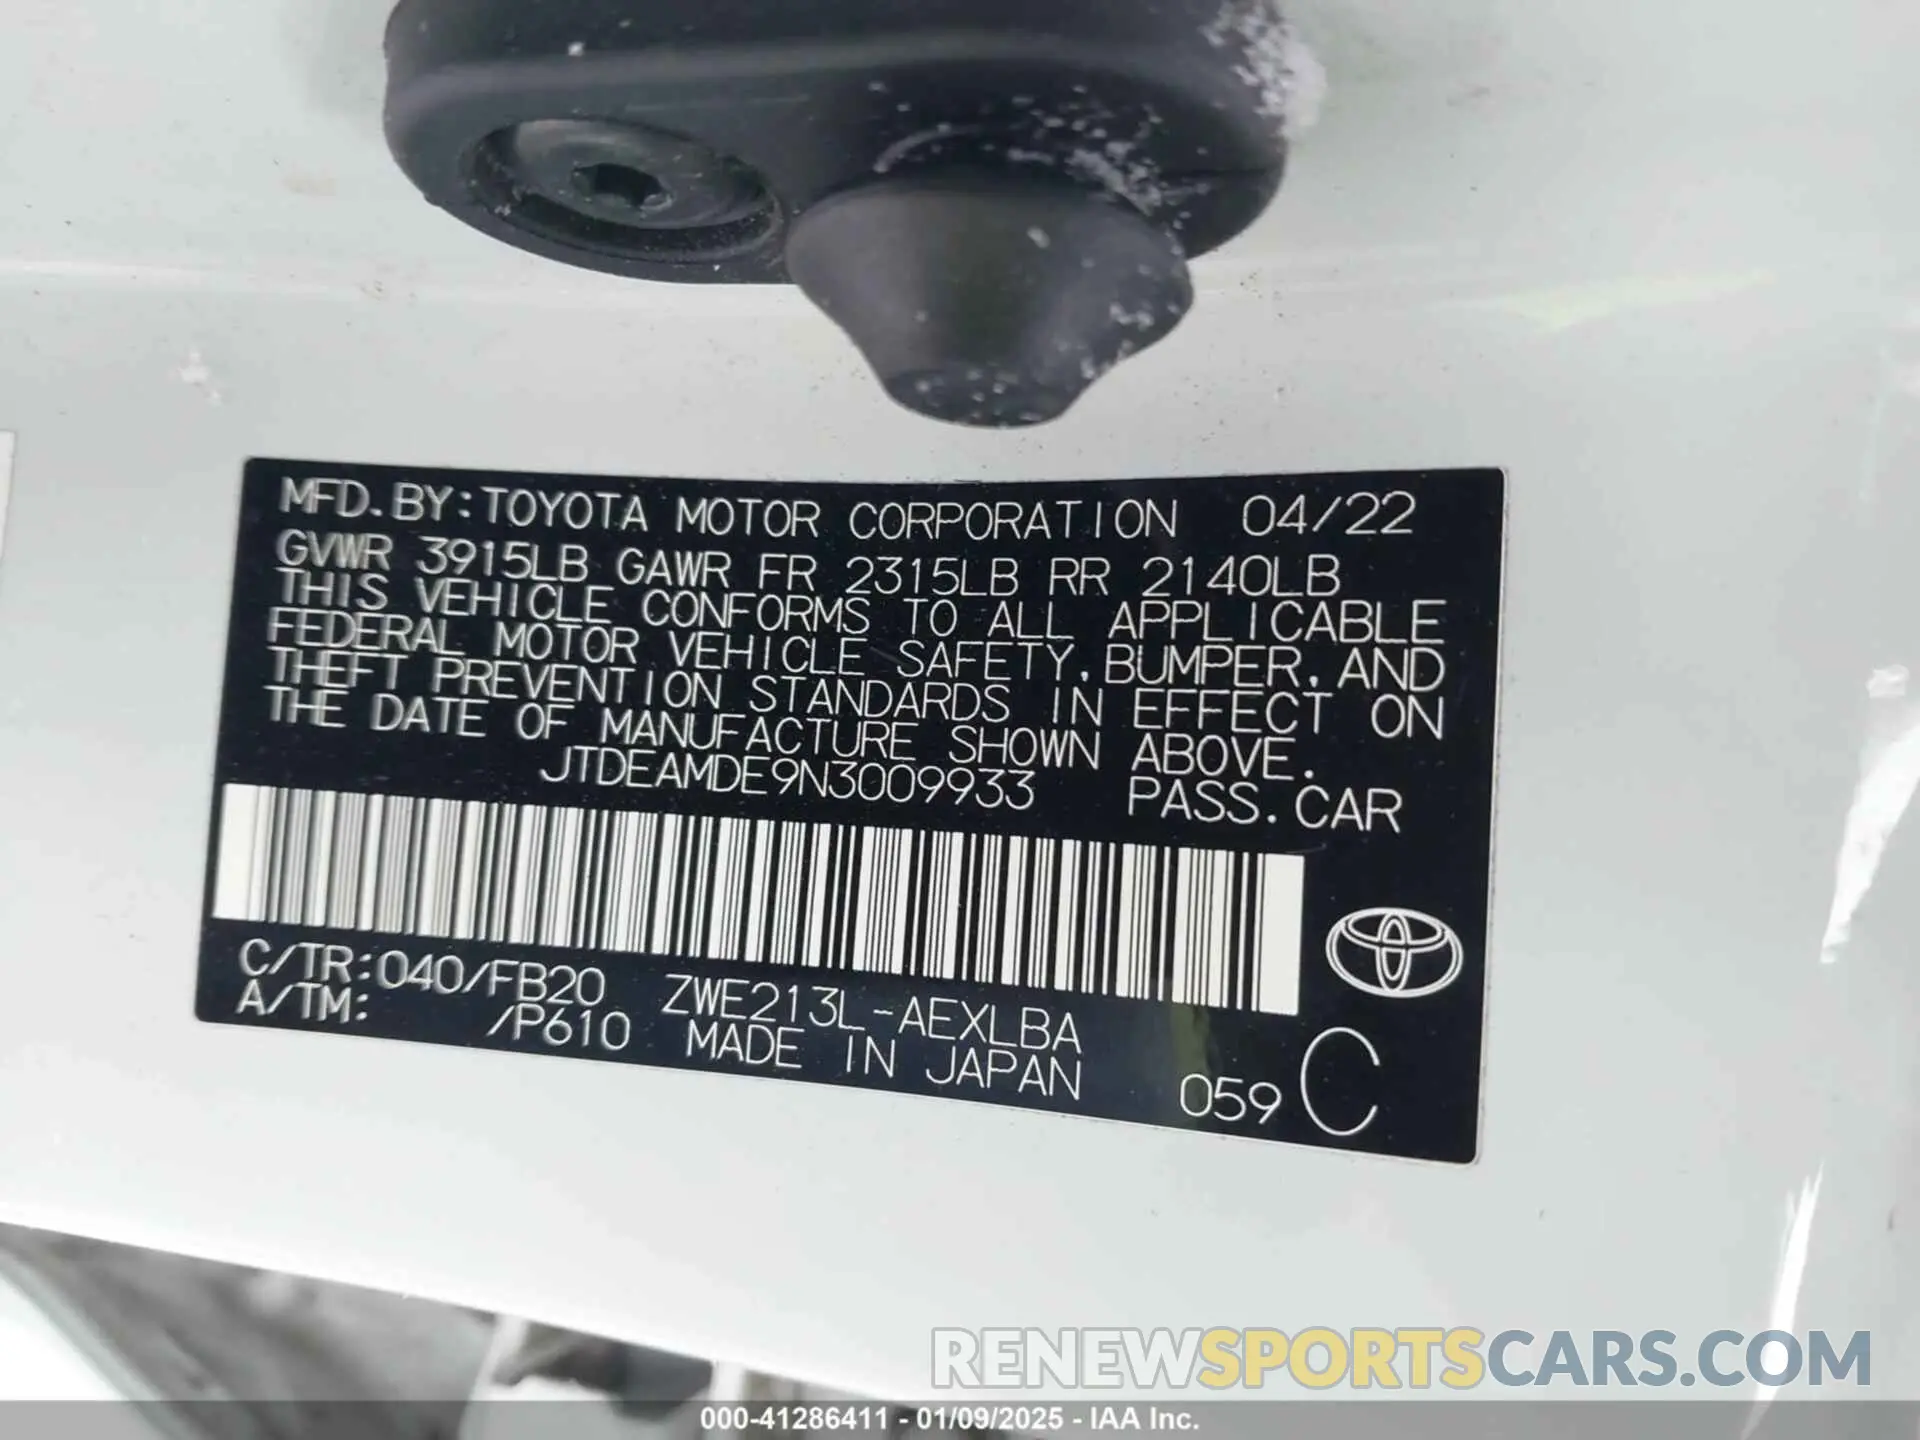 MFD. BY: TOYOTA MOTOR CORPORATION 04/22
GVWR 3915LB GAWR FR 2315LB RR 2140LB
THIS VEHICLE CONFORMS TO ALL APPLICABLE
FEDERAL MOTOR VEHICLE SAFETY, BUMPER, AND
THEFT PREVENTION STANDARDS IN EFFECT ON
THE DATE OF MANUFACTURE SHOWN ABOVE.
JTDEAMDE9N3009933 PASS. CAR
C/TR: 040/FB20 ZWE213L-AEXLBA
A/TM: /P610 MADE IN JAPAN
059 C
RENEWSPORTSCARS.COM
000-41286411 - 01/09/2025 - IAA Inc.